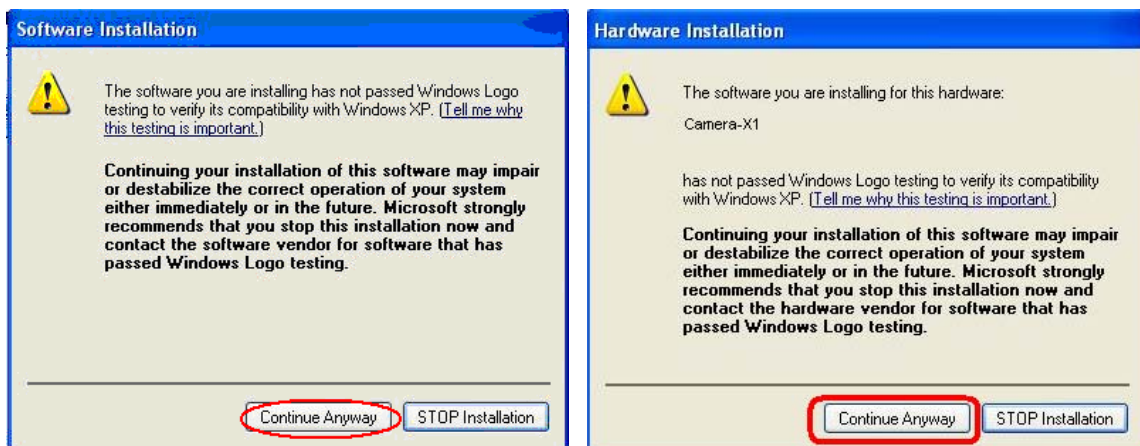 Software Installation
The software you are installing has not passed Windows Logo
testing to verify its compatibility with Windows XP. (Tell me why
this testing is important.)
Continuing your installation of this software may impair
or destabilize the correct operation of your system
either immediately or in the future. Microsoft strongly
recommends that you stop this installation now and
contact the software vendor for software that has
passed Windows Logo testing.
Continue Anyway
STOP Installation
Hardware Installation
The software you are installing for this hardware:
Camera-X1
has not passed Windows Logo testing to verify its compatibility
with Windows XP. (Tell me why this testing is important.)
Continuing your installation of this software may impair
or destabilize the correct operation of your system
either immediately or in the future. Microsoft strongly
recommends that you stop this installation now and
contact the hardware vendor for software that has
passed Windows Logo testing.
Continue Anyway
STOP Installation